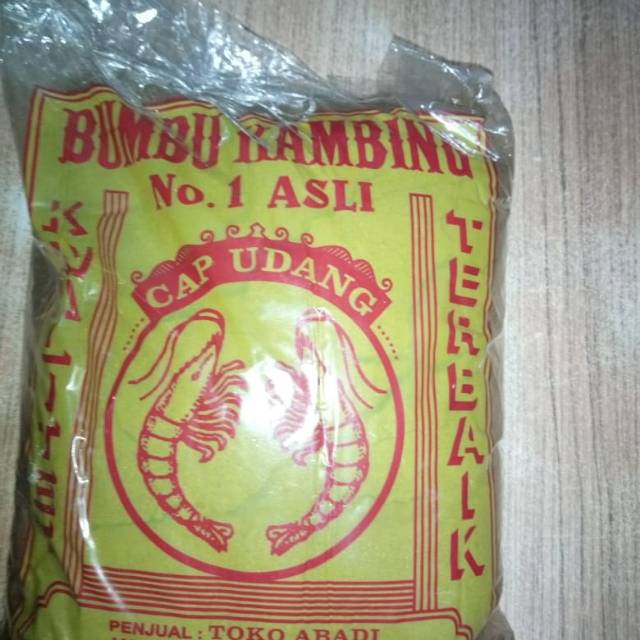 BUMBU KAMBING
No. 1 ASLI
CAP UDANG
TERBAIK
PENJUAL : TOKO ABADI